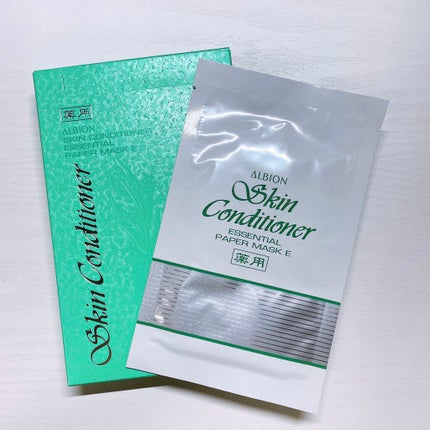 薬用
ALBION
SKIN CONDITIONER
ESSENTIAL
PAPER MASK E
Skin Conditioner
ALBION
Skin
Conditioner
ESSENTIAL
PAPER MASK E
薬用